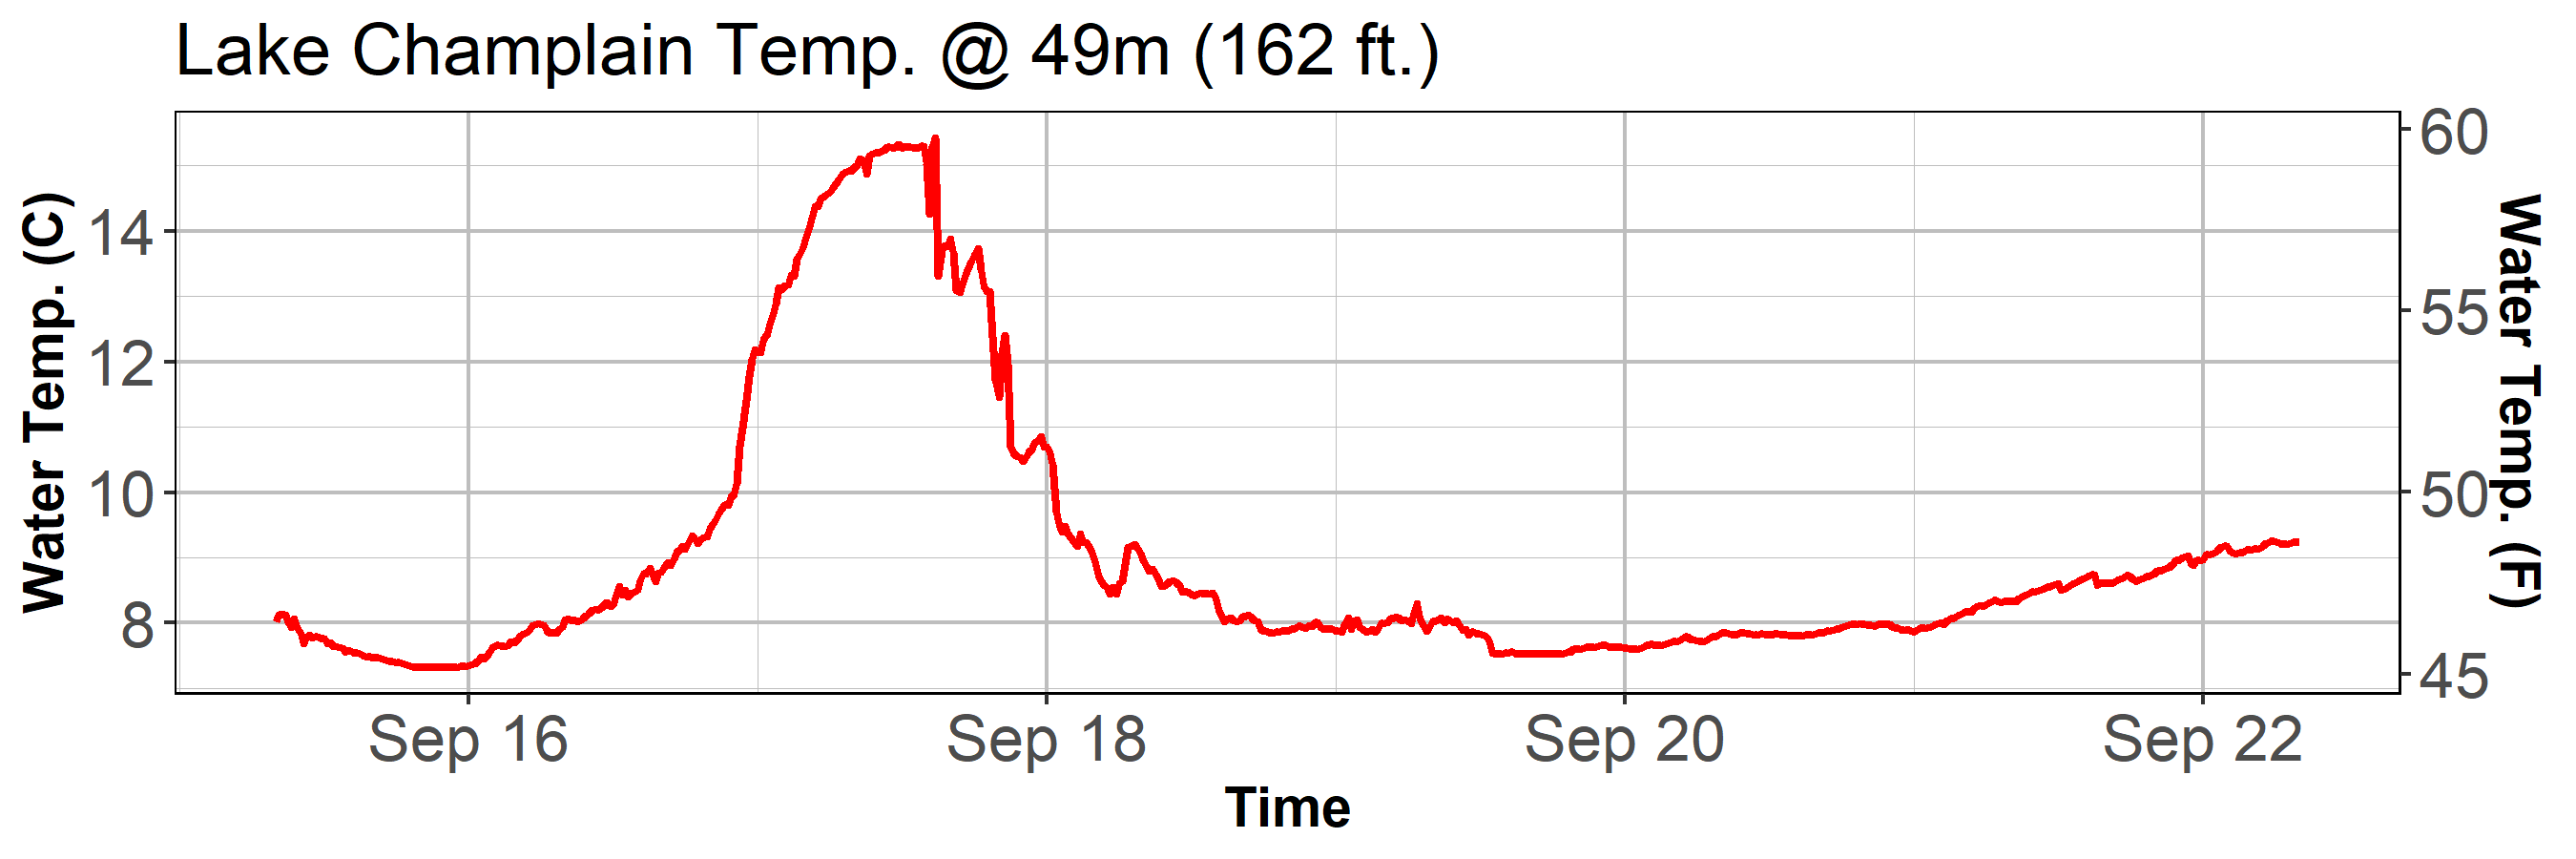 Lake Champlain Temp. @ 49m (162 ft.)
Water Temp. (C)
14
12
10
8
60
55
50
45
Water Temp. (F)
Sep 16
Sep 18
Sep 20
Sep 22
Time